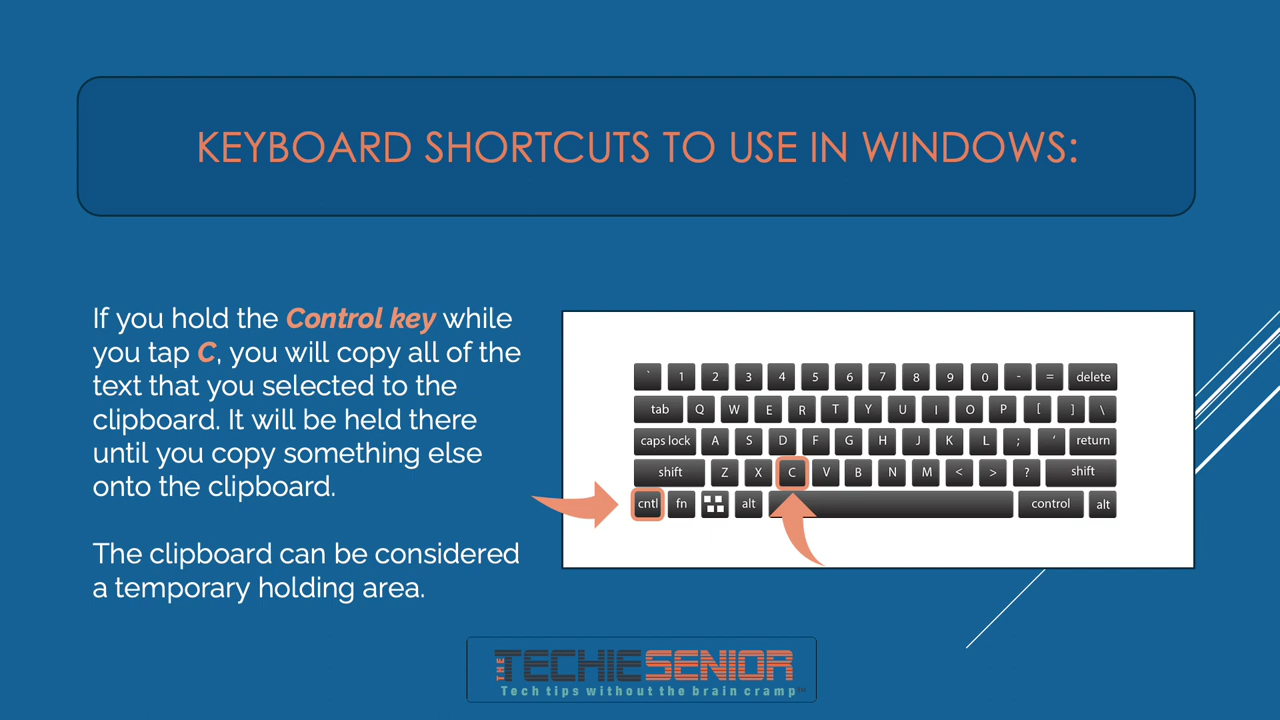 KEYBOARD SHORTCUTS TO USE IN WINDOWS:
If you hold the Control key while
you tap C, you will copy all of the
text that you selected to the
clipboard. It will be held there
until you copy something else
onto the clipboard.
The clipboard can be considered
a temporary holding area.
` 1 2 3 4 5 6 7 8 9 0 - = delete
tab Q W E R T Y U I O P [ ] \
caps lock A S D F G H J K L ; ' return
shift Z X C V B N M < > ? shift
cntl fn alt control alt
THE TECHIE SENIOR
Tech tips without the brain cramp™